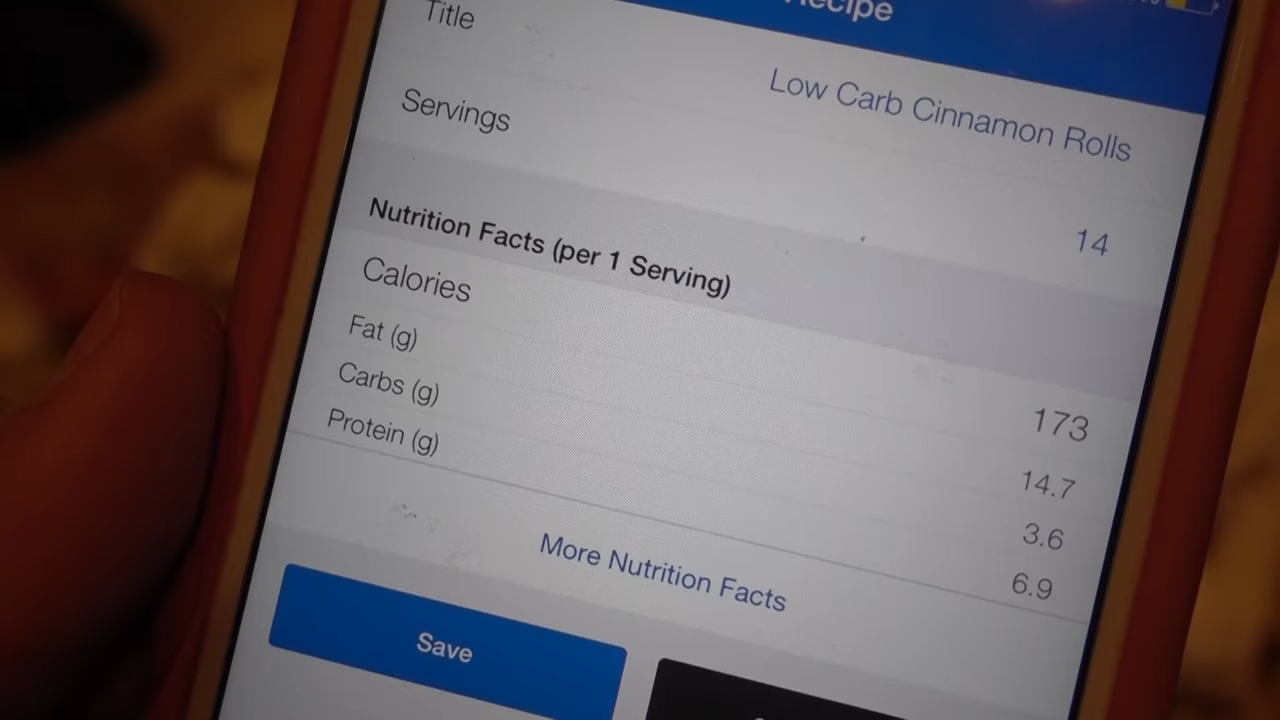 Recipe
Title
Low Carb Cinnamon Rolls
Servings
14
Nutrition Facts (per 1 Serving)
Calories
173
Fat (g)
14.7
Carbs (g)
3.6
Protein (g)
6.9
More Nutrition Facts
Save